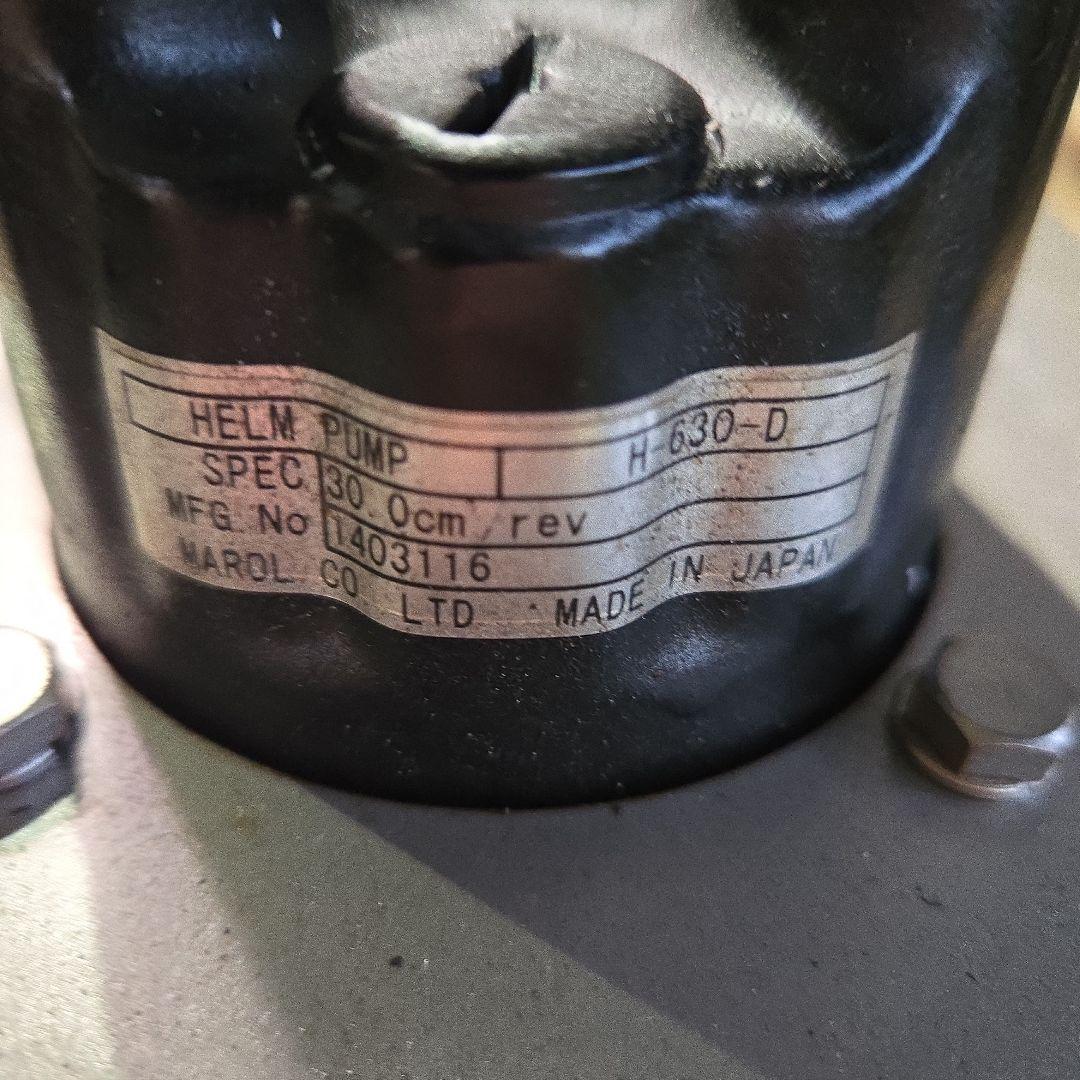 HELM PUMP H-630-D
SPEC. 30.0cm /rev
MFG.No 1403116
MAROL CO. LTD. MADE IN JAPAN